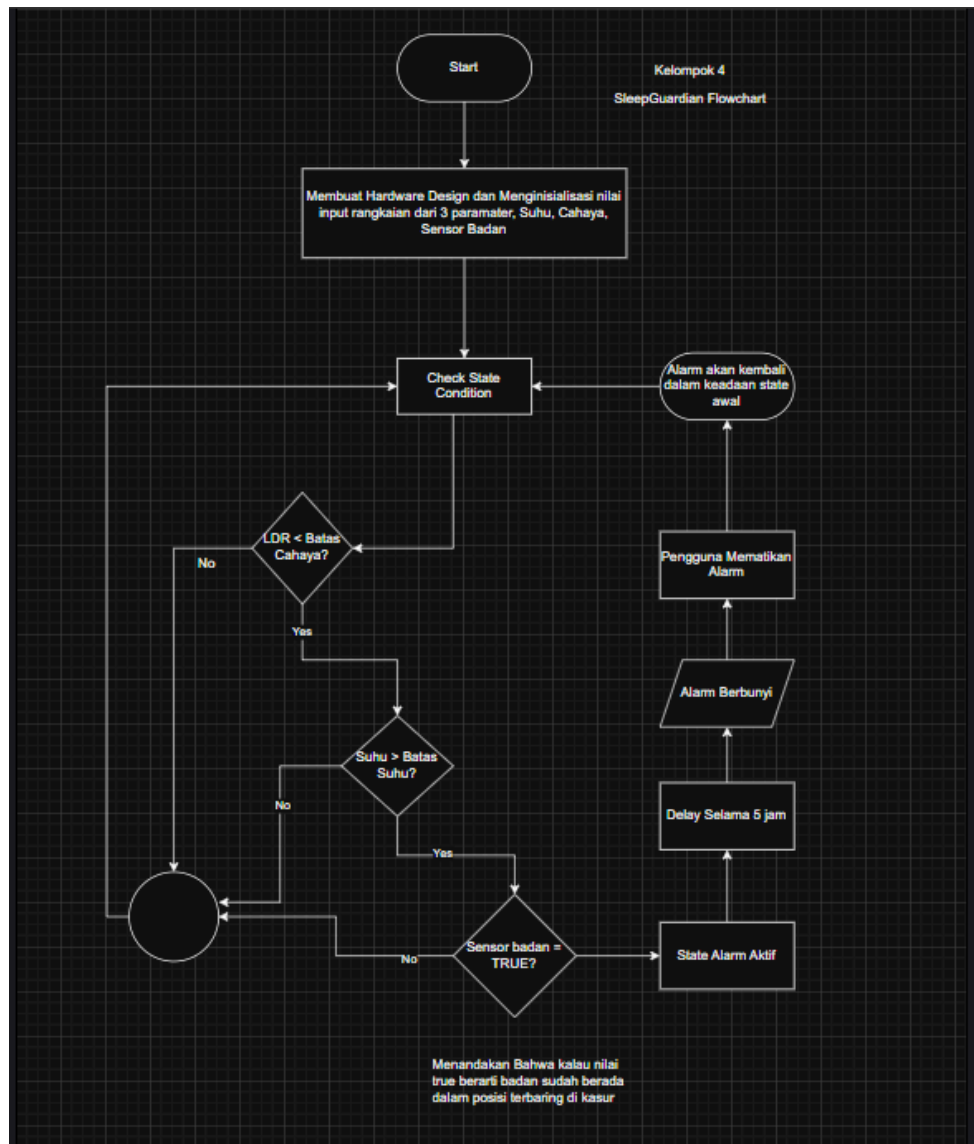 Start
Kelompok 4
SleepGuardian Flowchart
Membuat Hardware Design dan Menginisialisasi nilai
input rangkaian dari 3 paramater, Suhu, Cahaya,
Sensor Badan
Check State
Condition
Alarm akan kembali
dalam keadaan state
awal
LDR < Batas
Cahaya?
No
Yes
Pengguna Mematikan
Alarm
Alarm Berbunyi
Suhu > Batas
Suhu?
No
Yes
Delay Selama 5 jam
Sensor badan =
TRUE?
No
State Alarm Aktif
Menandakan Bahwa kalau nilai
true berarti badan sudah berada
dalam posisi terbaring di kasur